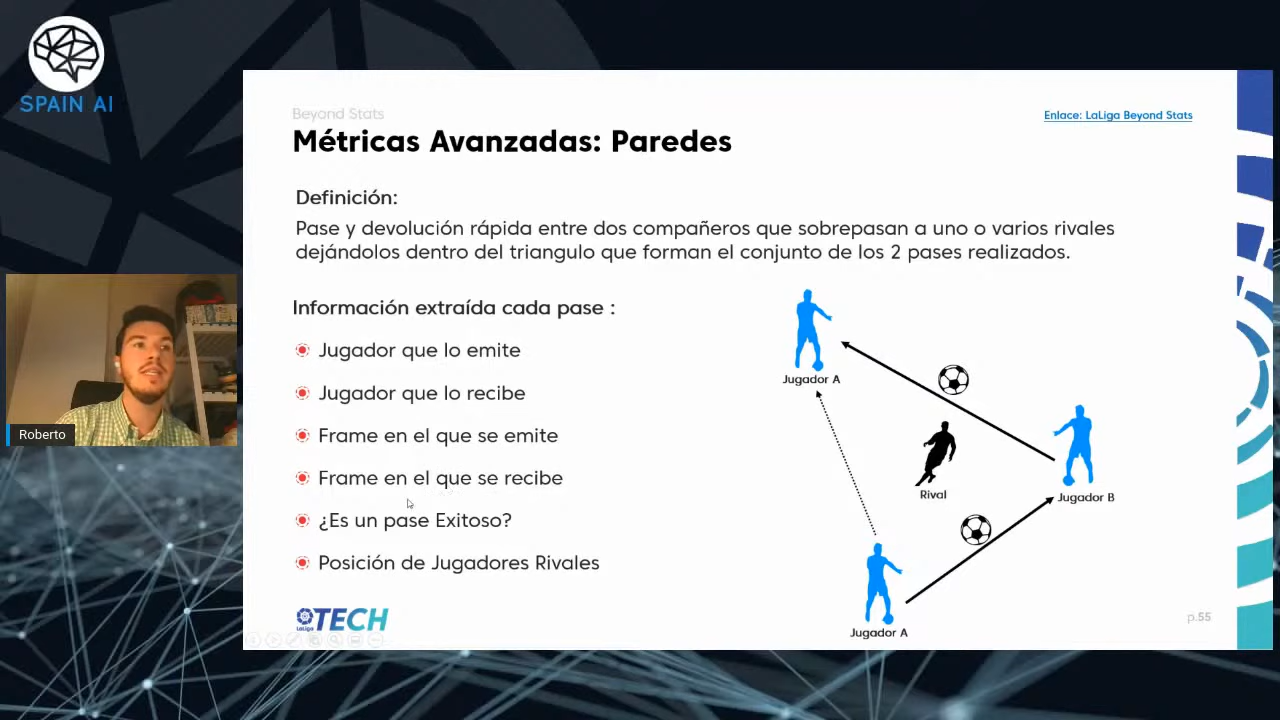 SPAIN AI
Beyond Stats
Enlace: LaLiga Beyond Stats
Métricas Avanzadas: Paredes
Definición:
Pase y devolución rápida entre dos compañeros que sobrepasan a uno o varios rivales
dejándolos dentro del triangulo que forman el conjunto de los 2 pases realizados.
Información extraída cada pase :
Jugador que lo emite
Jugador que lo recibe
Frame en el que se emite
Frame en el que se recibe
¿Es un pase Exitoso?
Posición de Jugadores Rivales
Jugador A
Rival
Jugador B
Jugador A
Roberto
LaLiga TECH
p.55